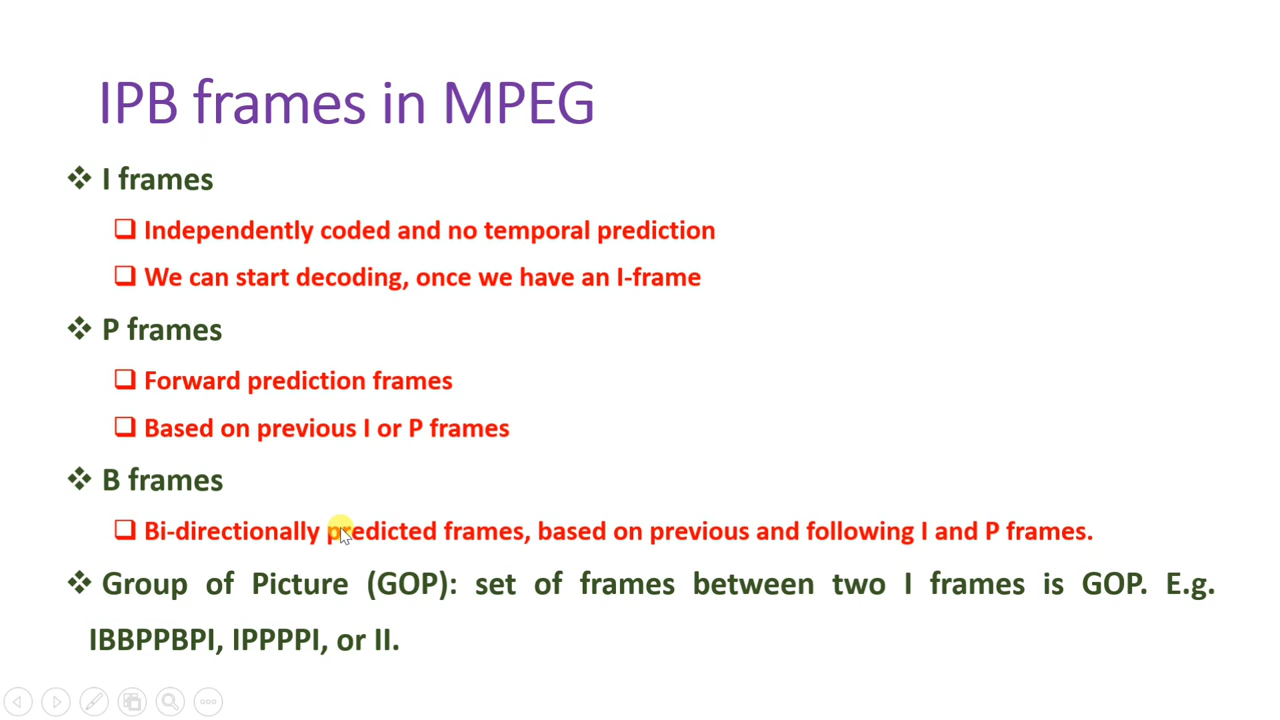 IPB frames in MPEG
I frames
Independently coded and no temporal prediction
We can start decoding, once we have an I-frame
P frames
Forward prediction frames
Based on previous I or P frames
B frames
Bi-directionally predicted frames, based on previous and following I and P frames.
Group of Picture (GOP): set of frames between two I frames is GOP. E.g.
IBBPPBPI, IPPPPI, or II.